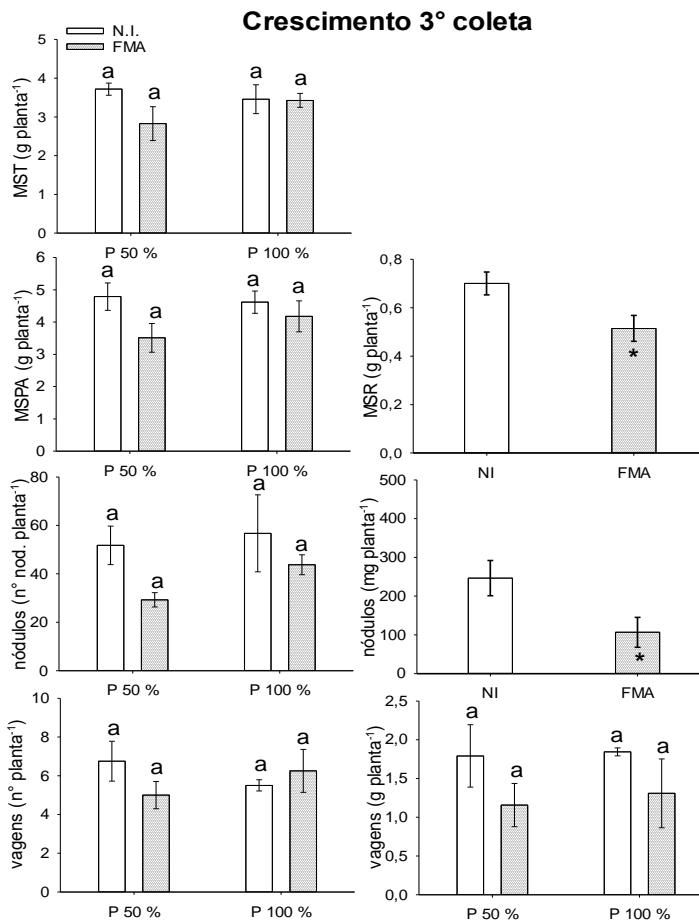 Crescimento 3° coleta
N.I.
FMA
MST (g planta-1)
5
4
3
2
1
0
a
a
a
a
P 50 %
P 100 %
MSPA (g planta-1)
6
5
4
3
2
1
0
a
a
a
a
P 50 %
P 100 %
MSR (g planta-1)
0,8
0,6
0,4
0,2
0,0
*
NI
FMA
nódulos (n° nod. planta-1)
80
60
40
20
0
a
a
a
a
P 50 %
P 100 %
nódulos (mg planta-1)
500
400
300
200
100
0
*
NI
FMA
vagens (n° planta-1)
10
8
6
4
2
0
a
a
a
a
P 50 %
P 100 %
vagens (g planta-1)
2,5
2,0
1,5
1,0
0,5
0,0
a
a
a
a
P 50 %
P 100 %